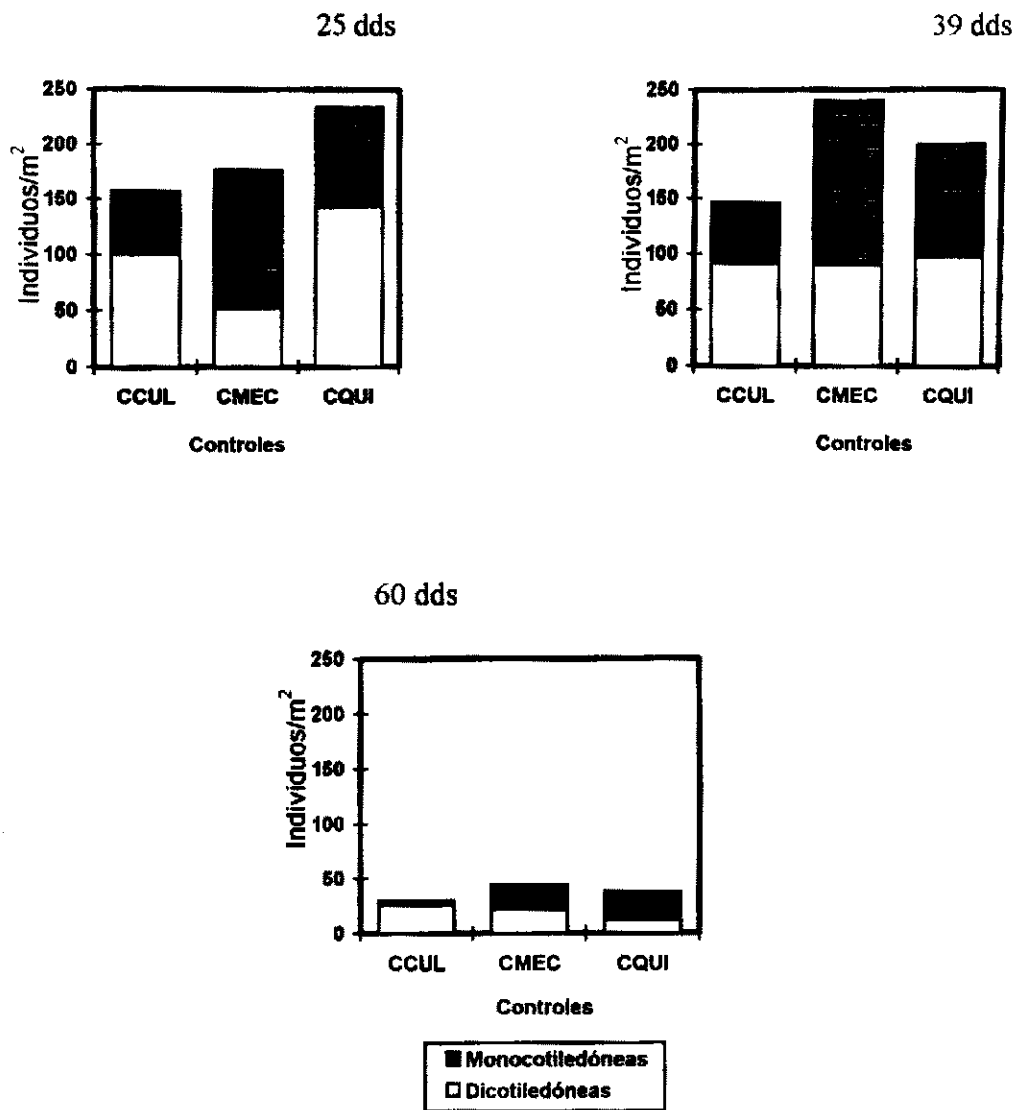 25 dds
250
200
150
100
50
0
Individuos/m²
CCUL CMEC CQUI
Controles
39 dds
250
200
150
100
50
0
Individuos/m²
CCUL CMEC CQUI
Controles
60 dds
250
200
150
100
50
0
Individuos/m²
CCUL CMEC CQUI
Controles
Monocotiledóneas
Dicotiledóneas